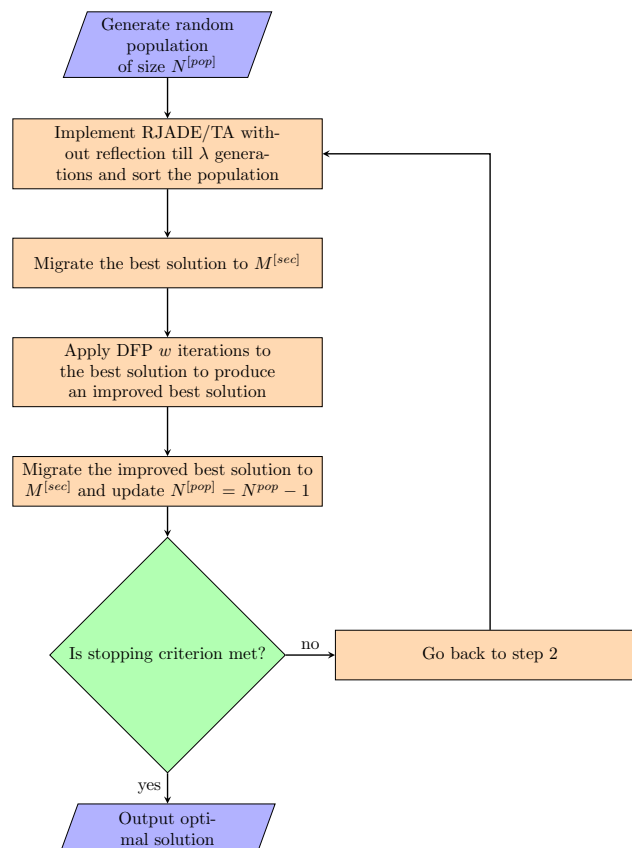 Generate random
population
of size $N^{[pop]}$
Implement RJADE/TA with-
out reflection till λ genera-
tions and sort the population
Migrate the best solution to $M^{[sec]}$
Apply DFP $w$ iterations to
the best solution to produce
an improved best solution
Migrate the improved best solution to
$M^{[sec]}$ and update $N^{[pop]} = N^{pop} - 1$
Is stopping criterion met?
no
Go back to step 2
yes
Output opti-
mal solution